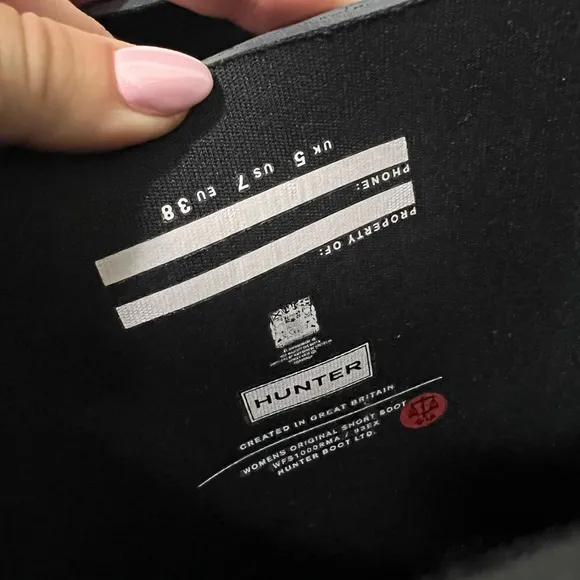 UK 5 US 7 EU 38
PHONE:
PROPERTY OF:
HUNTER
CREATED IN GREAT BRITAIN
WOMENS ORIGINAL SHORT BOOT
WFS1000RMA / 93EX
HUNTER BOOT LTD.